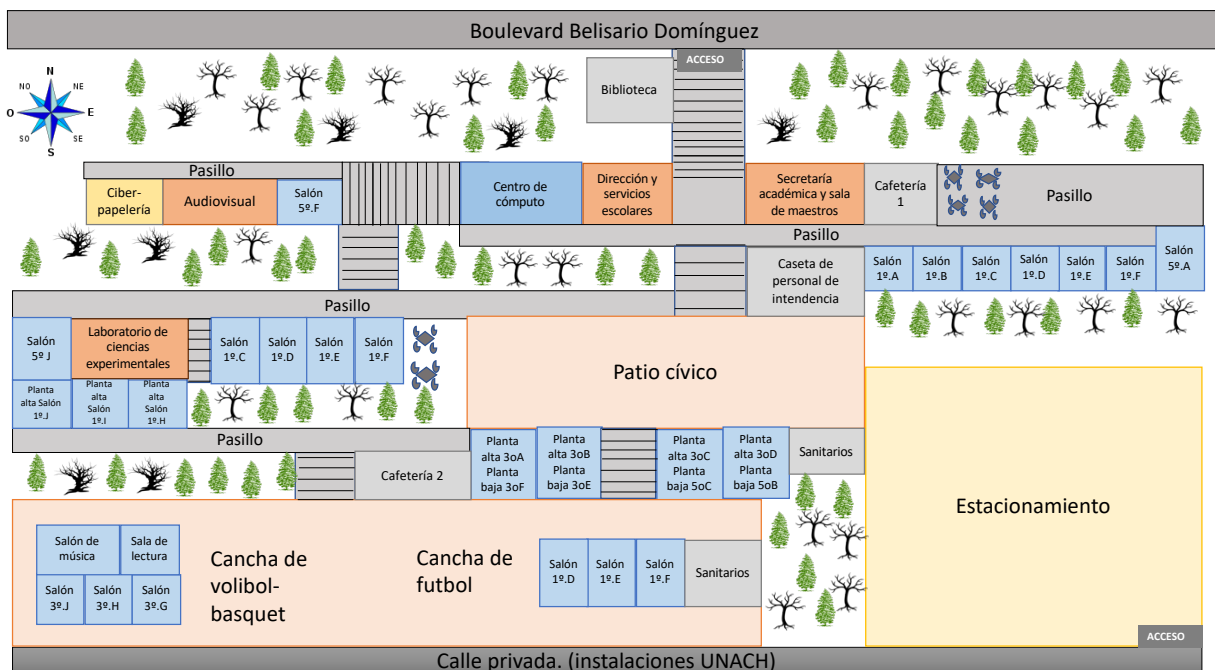 Boulevard Belisario Domínguez
ACCESO
N
NO
NE
O
E
SO
SE
S
Biblioteca
Pasillo
Ciber-
papelería
Audiovisual
Salón
5º.F
Centro de
cómputo
Dirección y
servicios
escolares
Secretaría
académica y sala
de maestros
Cafetería
1
Pasillo
Pasillo
Caseta de
personal de
intendencia
Salón
1º.A
Salón
1º.B
Salón
1º.C
Salón
1º.D
Salón
1º.E
Salón
1º.F
Salón
5º.A
Pasillo
Salón
5º J
Laboratorio de
ciencias
experimentales
Salón
1º.C
Salón
1º.D
Salón
1º.E
Salón
1º.F
Patio cívico
Planta
alta Salón
1º.J
Planta
alta
Salón
1º.I
Planta
alta
Salón
1º.H
Pasillo
Cafetería 2
Planta
alta 3oA
Planta
baja 3oF
Planta
alta 3oB
Planta
baja 3oE
Planta
alta 3oC
Planta
baja 5oC
Planta
alta 3oD
Planta
baja 5oB
Sanitarios
Estacionamiento
Salón de
música
Sala de
lectura
Salón
3º.J
Salón
3º.H
Salón
3º.G
Cancha de
volibol-
basquet
Cancha de
futbol
Salón
1º.D
Salón
1º.E
Salón
1º.F
Sanitarios
ACCESO
Calle privada. (instalaciones UNACH)